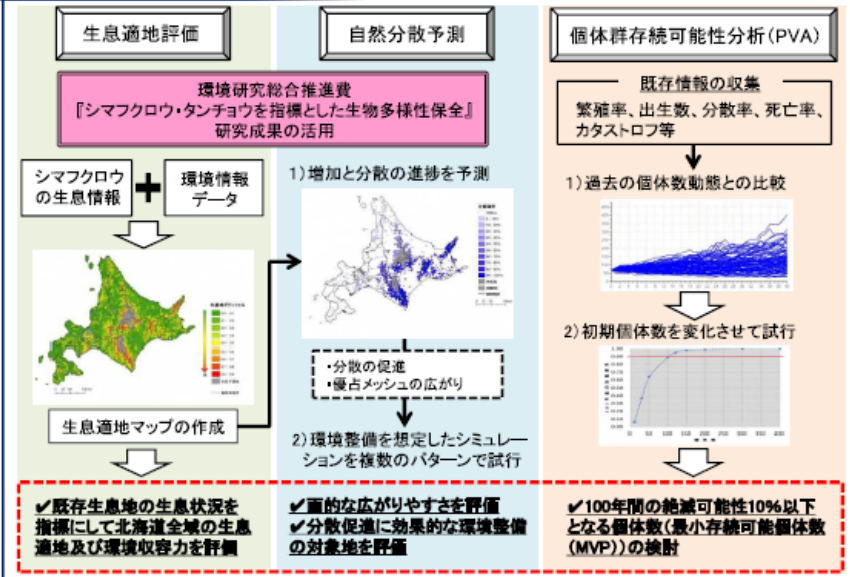 生息適地評価
自然分散予測
個体群存続可能性分析(PVA)
環境研究総合推進費
『シマフクロウ・タンチョウを指標とした生物多様性保全』
研究成果の活用
シマフクロウ
の生息情報
環境情報
データ
生息適地マップの作成
1)増加と分散の進捗を予測
・分散の促進
・優占メッシュの広がり
2)環境整備を想定したシミュレー
ションを複数のパターンで試行
既存情報の収集
繁殖率、出生数、分散率、死亡率、
カタストロフ等
1)過去の個体数動態との比較
2)初期個体数を変化させて試行
✓既存生息地の生息状況を
指標にして北海道全域の生息
適地及び環境収容力を評価
✓面的な広がりやすさを評価
✓分散促進に効果的な環境整備
の対象地を評価
✓100年間の絶滅可能性10%以下
となる個体数(最小存続可能個体数
(MVP))の検討